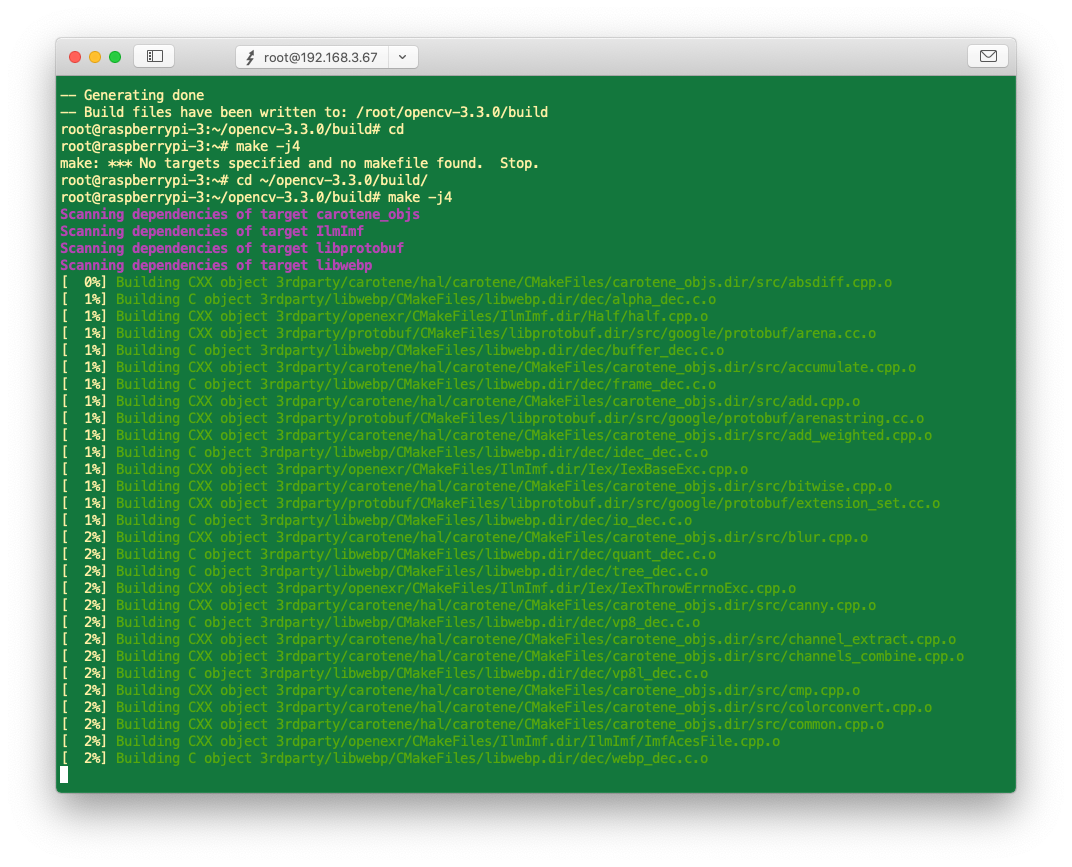 root@192.168.3.67
-- Generating done
-- Build files have been written to: /root/opencv-3.3.0/build
root@raspberrypi-3:~/opencv-3.3.0/build# cd
root@raspberrypi-3:~# make -j4
make: *** No targets specified and no makefile found.  Stop.
root@raspberrypi-3:~# cd ~/opencv-3.3.0/build/
root@raspberrypi-3:~/opencv-3.3.0/build# make -j4
Scanning dependencies of target carotene_objs
Scanning dependencies of target IlmImf
Scanning dependencies of target libprotobuf
Scanning dependencies of target libwebp
[  0%] Building CXX object 3rdparty/carotene/hal/carotene/CMakeFiles/carotene_objs.dir/src/absdiff.cpp.o
[  1%] Building C object 3rdparty/libwebp/CMakeFiles/libwebp.dir/dec/alpha_dec.c.o
[  1%] Building CXX object 3rdparty/openexr/CMakeFiles/IlmImf.dir/Half/half.cpp.o
[  1%] Building CXX object 3rdparty/protobuf/CMakeFiles/libprotobuf.dir/src/google/protobuf/arena.cc.o
[  1%] Building C object 3rdparty/libwebp/CMakeFiles/libwebp.dir/dec/buffer_dec.c.o
[  1%] Building CXX object 3rdparty/carotene/hal/carotene/CMakeFiles/carotene_objs.dir/src/accumulate.cpp.o
[  1%] Building C object 3rdparty/libwebp/CMakeFiles/libwebp.dir/dec/frame_dec.c.o
[  1%] Building CXX object 3rdparty/carotene/hal/carotene/CMakeFiles/carotene_objs.dir/src/add.cpp.o
[  1%] Building CXX object 3rdparty/protobuf/CMakeFiles/libprotobuf.dir/src/google/protobuf/arenastring.cc.o
[  1%] Building CXX object 3rdparty/carotene/hal/carotene/CMakeFiles/carotene_objs.dir/src/add_weighted.cpp.o
[  1%] Building C object 3rdparty/libwebp/CMakeFiles/libwebp.dir/dec/idec_dec.c.o
[  1%] Building CXX object 3rdparty/openexr/CMakeFiles/IlmImf.dir/Iex/IexBaseExc.cpp.o
[  1%] Building CXX object 3rdparty/carotene/hal/carotene/CMakeFiles/carotene_objs.dir/src/bitwise.cpp.o
[  1%] Building CXX object 3rdparty/protobuf/CMakeFiles/libprotobuf.dir/src/google/protobuf/extension_set.cc.o
[  1%] Building C object 3rdparty/libwebp/CMakeFiles/libwebp.dir/dec/io_dec.c.o
[  2%] Building CXX object 3rdparty/carotene/hal/carotene/CMakeFiles/carotene_objs.dir/src/blur.cpp.o
[  2%] Building C object 3rdparty/libwebp/CMakeFiles/libwebp.dir/dec/quant_dec.c.o
[  2%] Building C object 3rdparty/libwebp/CMakeFiles/libwebp.dir/dec/tree_dec.c.o
[  2%] Building CXX object 3rdparty/openexr/CMakeFiles/IlmImf.dir/Iex/IexThrowErrnoExc.cpp.o
[  2%] Building CXX object 3rdparty/carotene/hal/carotene/CMakeFiles/carotene_objs.dir/src/canny.cpp.o
[  2%] Building C object 3rdparty/libwebp/CMakeFiles/libwebp.dir/dec/vp8_dec.c.o
[  2%] Building CXX object 3rdparty/carotene/hal/carotene/CMakeFiles/carotene_objs.dir/src/channel_extract.cpp.o
[  2%] Building CXX object 3rdparty/carotene/hal/carotene/CMakeFiles/carotene_objs.dir/src/channels_combine.cpp.o
[  2%] Building C object 3rdparty/libwebp/CMakeFiles/libwebp.dir/dec/vp8l_dec.c.o
[  2%] Building CXX object 3rdparty/carotene/hal/carotene/CMakeFiles/carotene_objs.dir/src/cmp.cpp.o
[  2%] Building CXX object 3rdparty/carotene/hal/carotene/CMakeFiles/carotene_objs.dir/src/colorconvert.cpp.o
[  2%] Building CXX object 3rdparty/carotene/hal/carotene/CMakeFiles/carotene_objs.dir/src/common.cpp.o
[  2%] Building CXX object 3rdparty/openexr/CMakeFiles/IlmImf.dir/IlmImf/ImfAcesFile.cpp.o
[  2%] Building C object 3rdparty/libwebp/CMakeFiles/libwebp.dir/dec/webp_dec.c.o